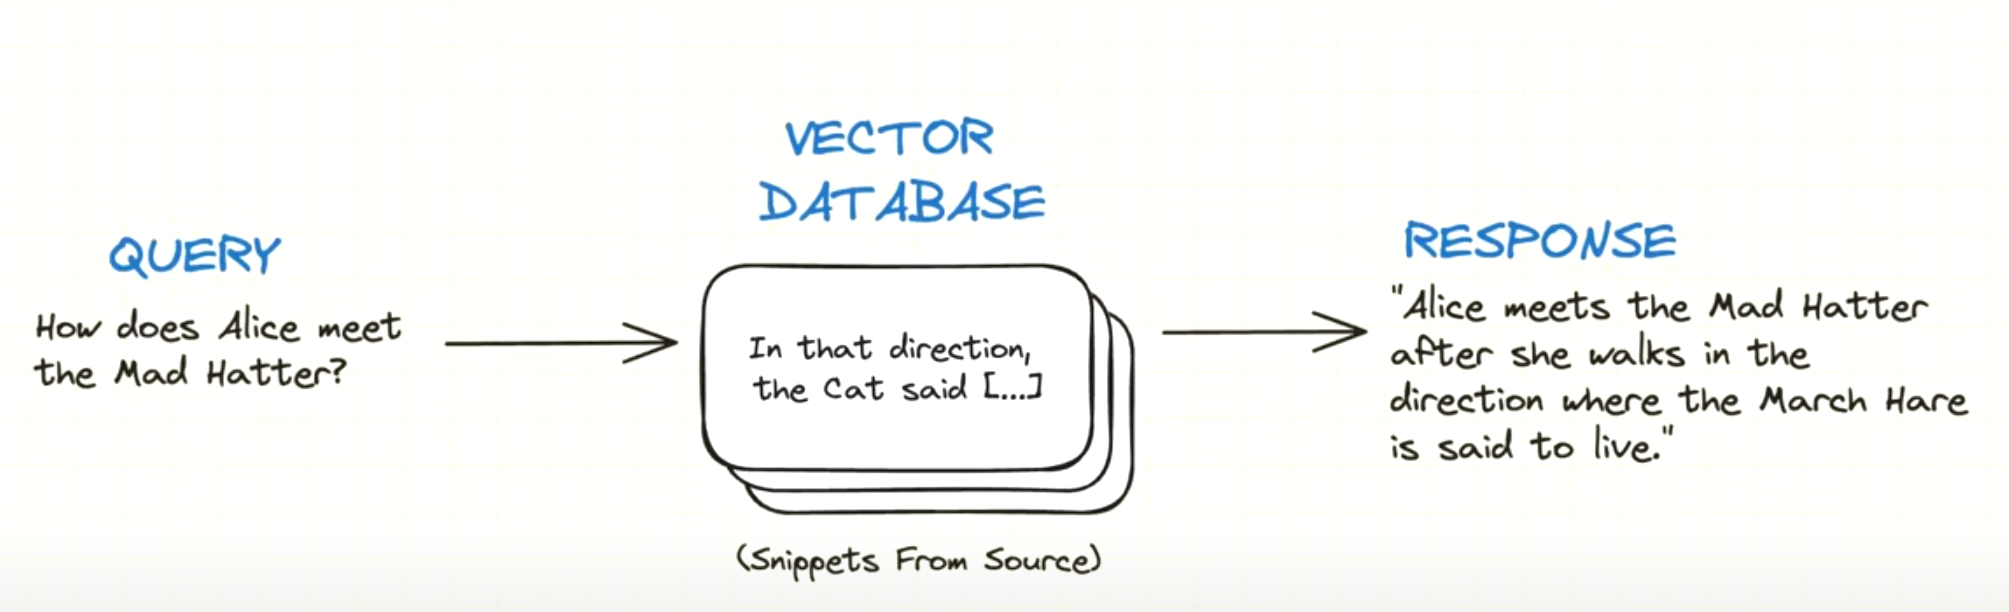 QUERY
How does Alice meet
the Mad Hatter?
VECTOR
DATABASE
In that direction,
the Cat said [...]
(Snippets From Source)
RESPONSE
"Alice meets the Mad Hatter
after she walks in the
direction where the March Hare
is said to live."